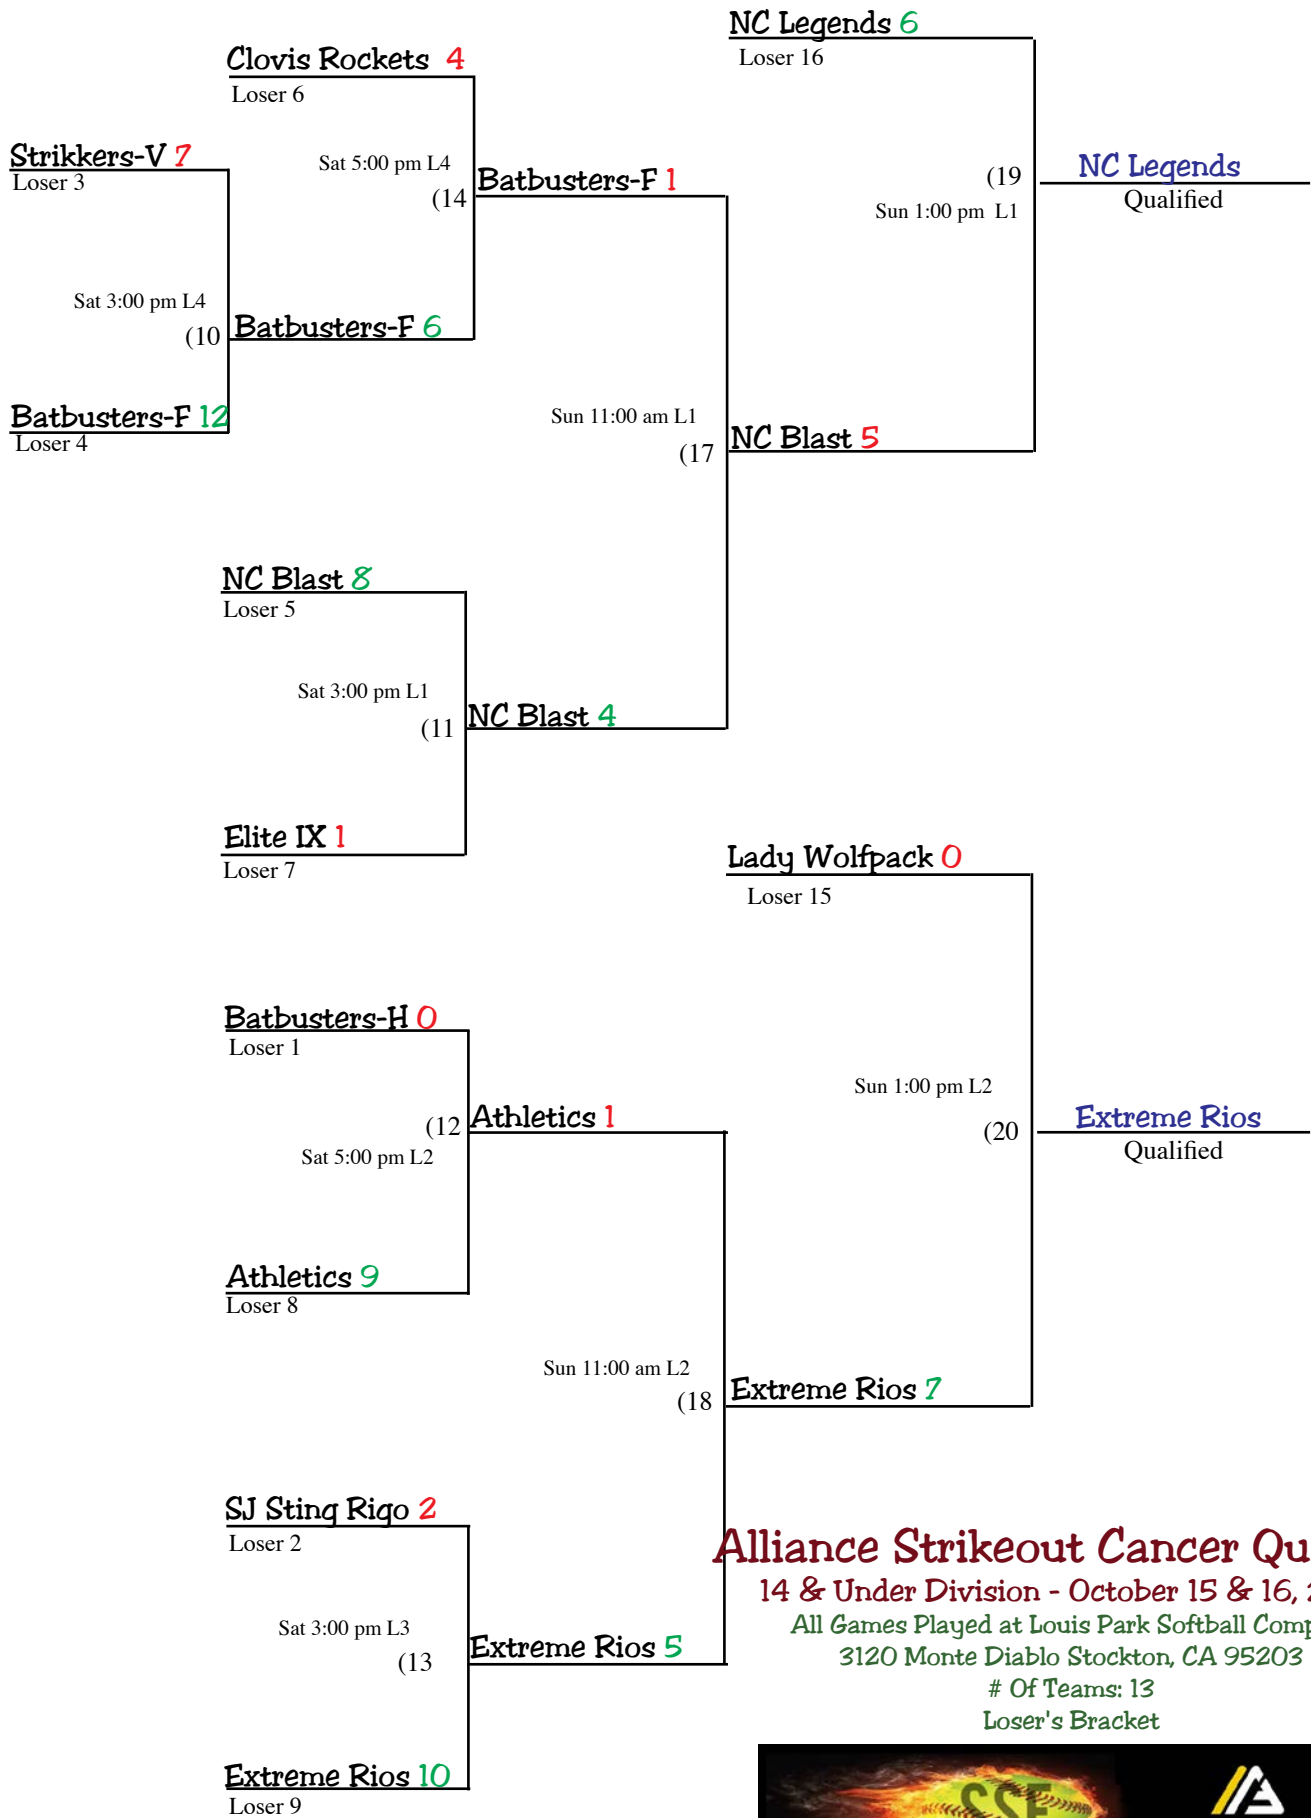 NC Legends 6
Loser 16
Clovis Rockets 4
Loser 6
Strikkers-V 7
Loser 3
Sat 5:00 pm L4
(14
Batbusters-F 1
(19
Sun 1:00 pm L1
NC Legends
Qualified
Sat 3:00 pm L4
(10
Batbusters-F 6
Batbusters-F 12
Loser 4
Sun 11:00 am L1
(17
NC Blast 5
NC Blast 8
Loser 5
Sat 3:00 pm L1
(11
NC Blast 4
Elite IX 1
Loser 7
Lady Wolfpack 0
Loser 15
Batbusters-H 0
Loser 1
(12
Sat 5:00 pm L2
Athletics 1
Sun 1:00 pm L2
(20
Extreme Rios
Qualified
Athletics 9
Loser 8
Sun 11:00 am L2
(18
Extreme Rios 7
SJ Sting Rigo 2
Loser 2
Sat 3:00 pm L3
(13
Extreme Rios 5
Extreme Rios 10
Loser 9
Alliance Strikeout Cancer Qu
14 & Under Division - October 15 & 16, 2
All Games Played at Louis Park Softball Comp
3120 Monte Diablo Stockton, CA 95203
# Of Teams: 13
Loser's Bracket
SSF